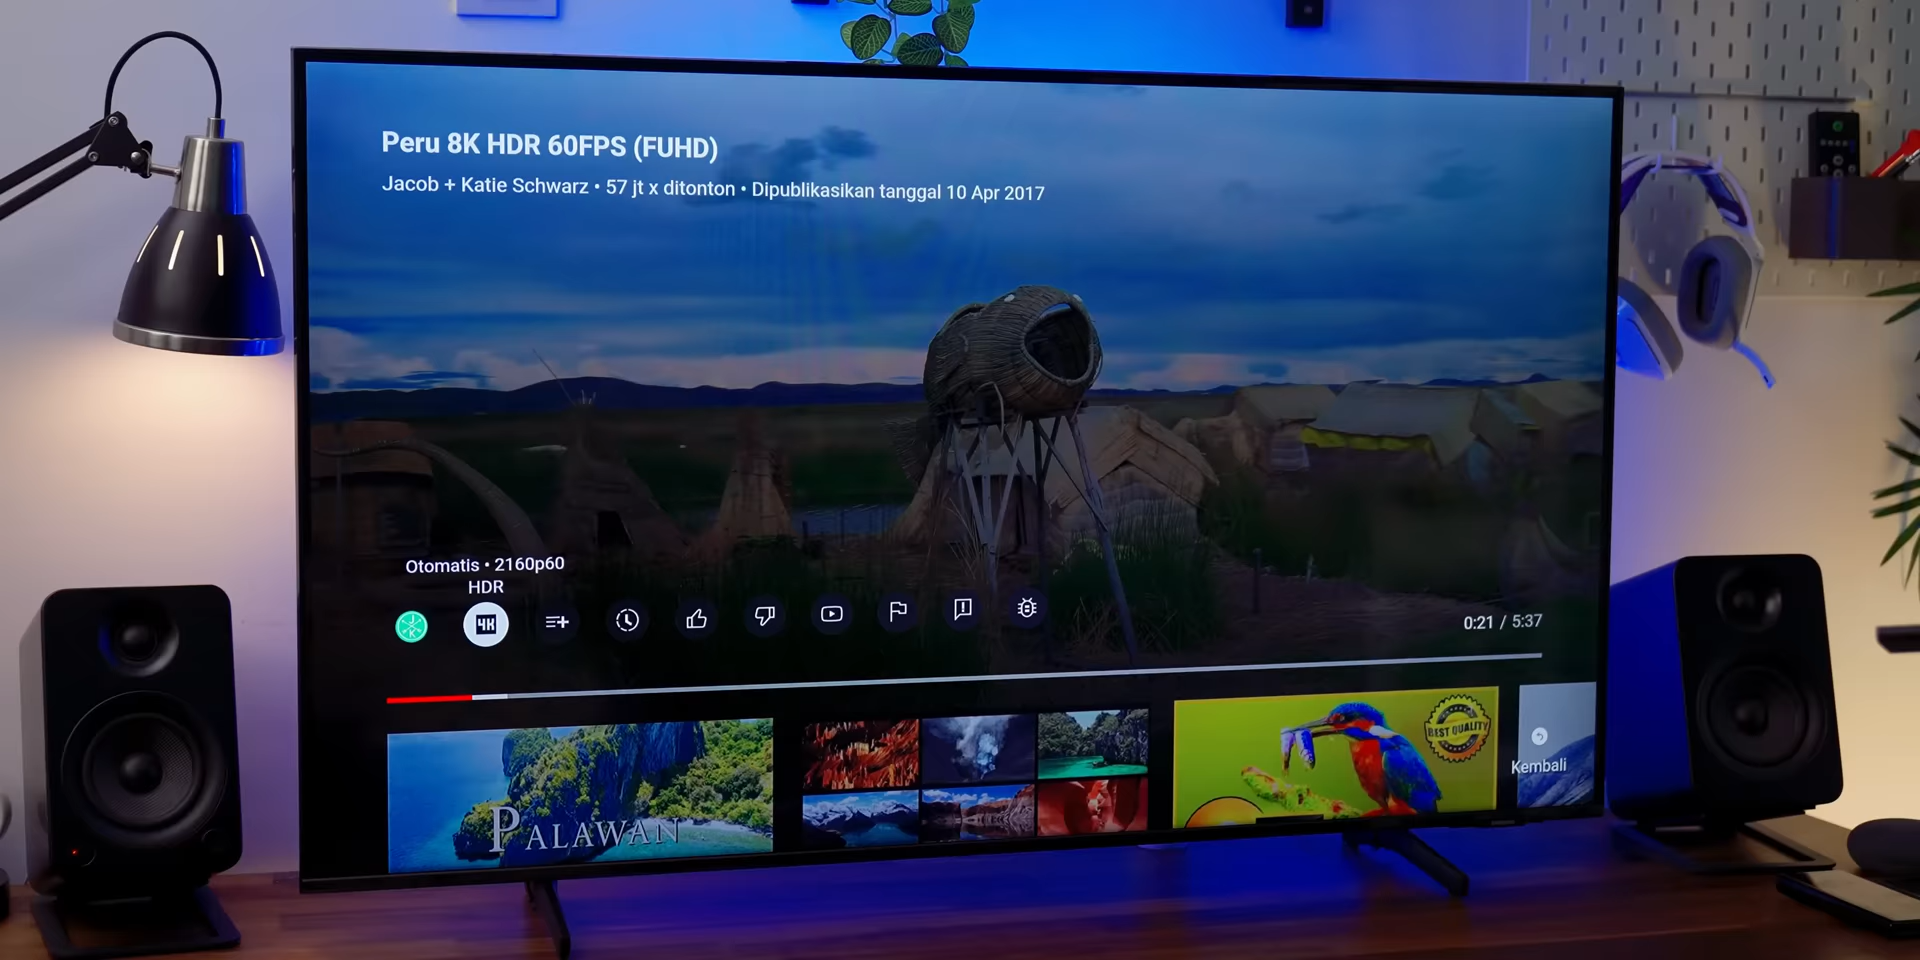 Peru 8K HDR 60FPS (FUHD)
Jacob + Katie Schwarz • 57 jt x ditonton • Dipublikasikan tanggal 10 Apr 2017
Otomatis • 2160p60
HDR
4K
0:21 / 5:37
PALAWAN
BEST QUALITY
Kembali